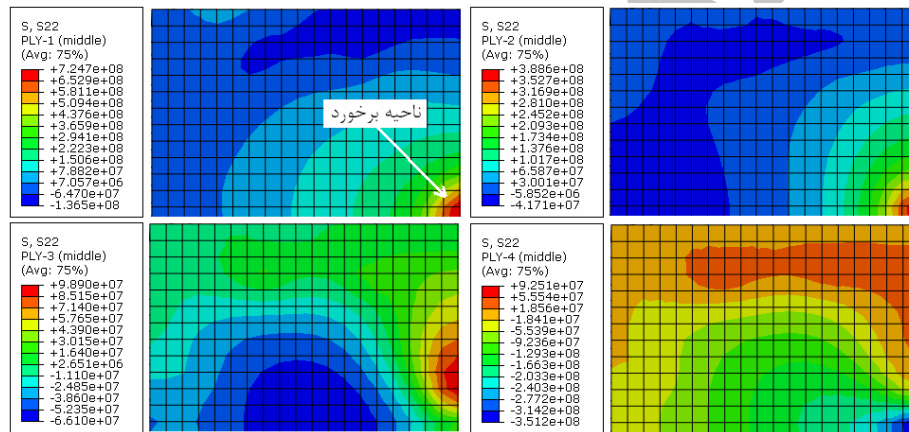 S, S22
PLY-1 (middle)
(Avg: 75%)
+7.247e+08
+6.529e+08
+5.811e+08
+5.094e+08
+4.376e+08
+3.659e+08
+2.941e+08
+2.223e+08
+1.506e+08
+7.882e+07
+7.057e+06
-6.470e+07
-1.365e+08
ناحیه برخورد
S, S22
PLY-2 (middle)
(Avg: 75%)
+3.886e+08
+3.527e+08
+3.169e+08
+2.810e+08
+2.452e+08
+2.093e+08
+1.734e+08
+1.376e+08
+1.017e+08
+6.587e+07
+3.001e+07
-5.852e+06
-4.171e+07
S, S22
PLY-3 (middle)
(Avg: 75%)
+9.890e+07
+8.515e+07
+7.140e+07
+5.765e+07
+4.390e+07
+3.015e+07
+1.640e+07
+2.651e+06
-1.110e+07
-2.485e+07
-3.860e+07
-5.235e+07
-6.610e+07
S, S22
PLY-4 (middle)
(Avg: 75%)
+9.251e+07
+5.554e+07
+1.856e+07
-1.841e+07
-5.539e+07
-9.236e+07
-1.293e+08
-1.663e+08
-2.033e+08
-2.403e+08
-2.772e+08
-3.142e+08
-3.512e+08